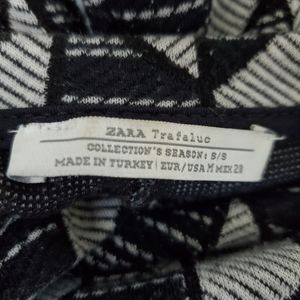 ZARA Trafaluc
COLLECTION'S SEASON: S/S
MADE IN TURKEY | EUR/USA M MEX 28